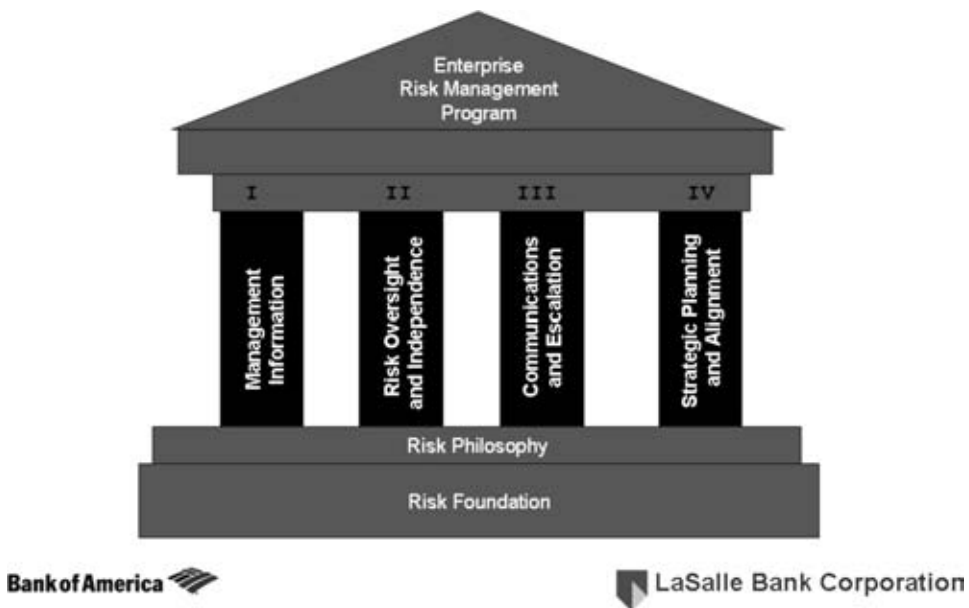 Enterprise
Risk Management
Program
I II III IV
Management
Information
Risk Oversight
and Independence
Communications
and Escalation
Strategic Planning
and Alignment
Risk Philosophy
Risk Foundation
Bank of America
LaSalle Bank Corporation